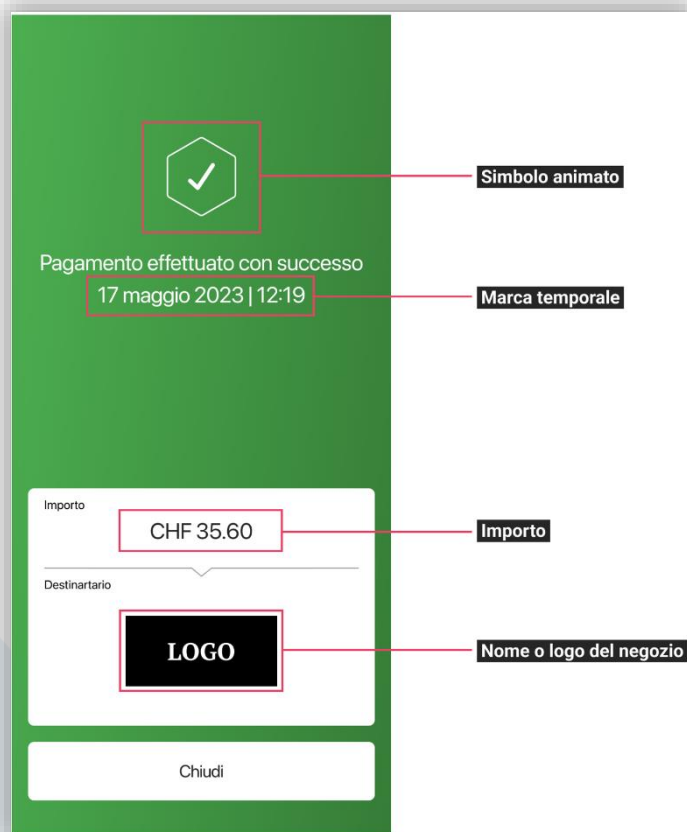 Simbolo animato
Pagamento effettuato con successo
17 maggio 2023 | 12:19
Marca temporale
Importo
CHF 35.60
Importo
Destinartario
LOGO
Nome o logo del negozio
Chiudi